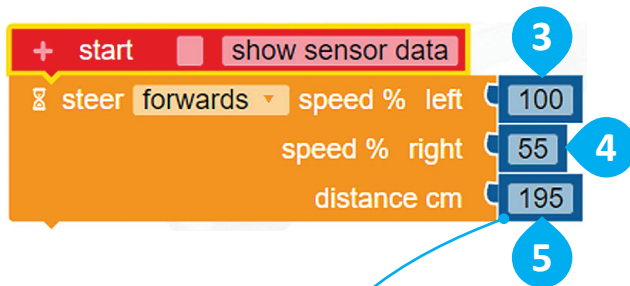 3
+ start show sensor data
steer forwards speed % left 100
speed % right 55 4
distance cm 195
5